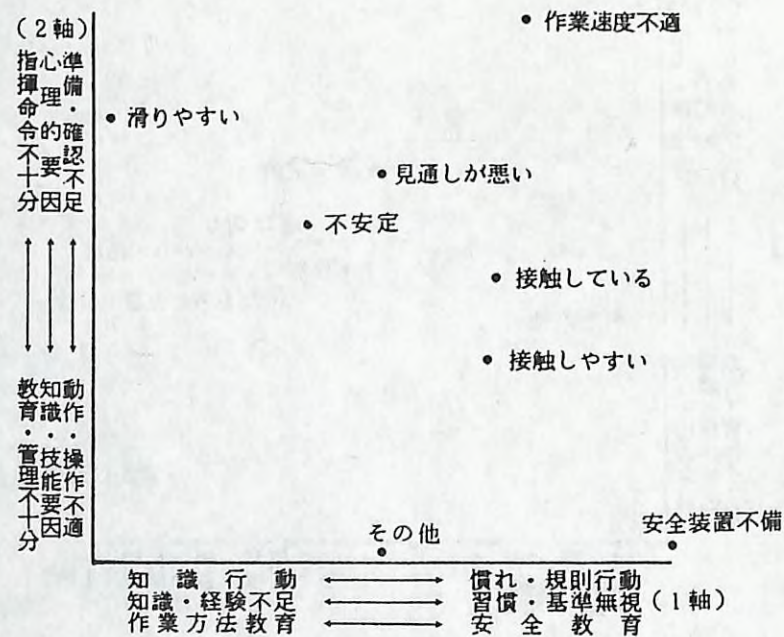 (2軸)
準備・確認不足
心理的要因
指揮命令不十分
動作・操作不適
知識・技能要因
教育・管理不十分
作業速度不適
滑りやすい
見通しが悪い
不安定
接触している
接触しやすい
その他
安全装置不備
知識行動 ←→ 慣れ・規則行動
知識・経験不足 ←→ 習慣・基準無視 (1軸)
作業方法教育 ←→ 安全教育